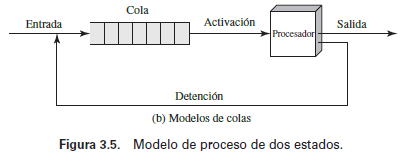 Cola
Entrada
Activación
Procesador
Salida
Detención
(b) Modelos de colas
Figura 3.5. Modelo de proceso de dos estados.